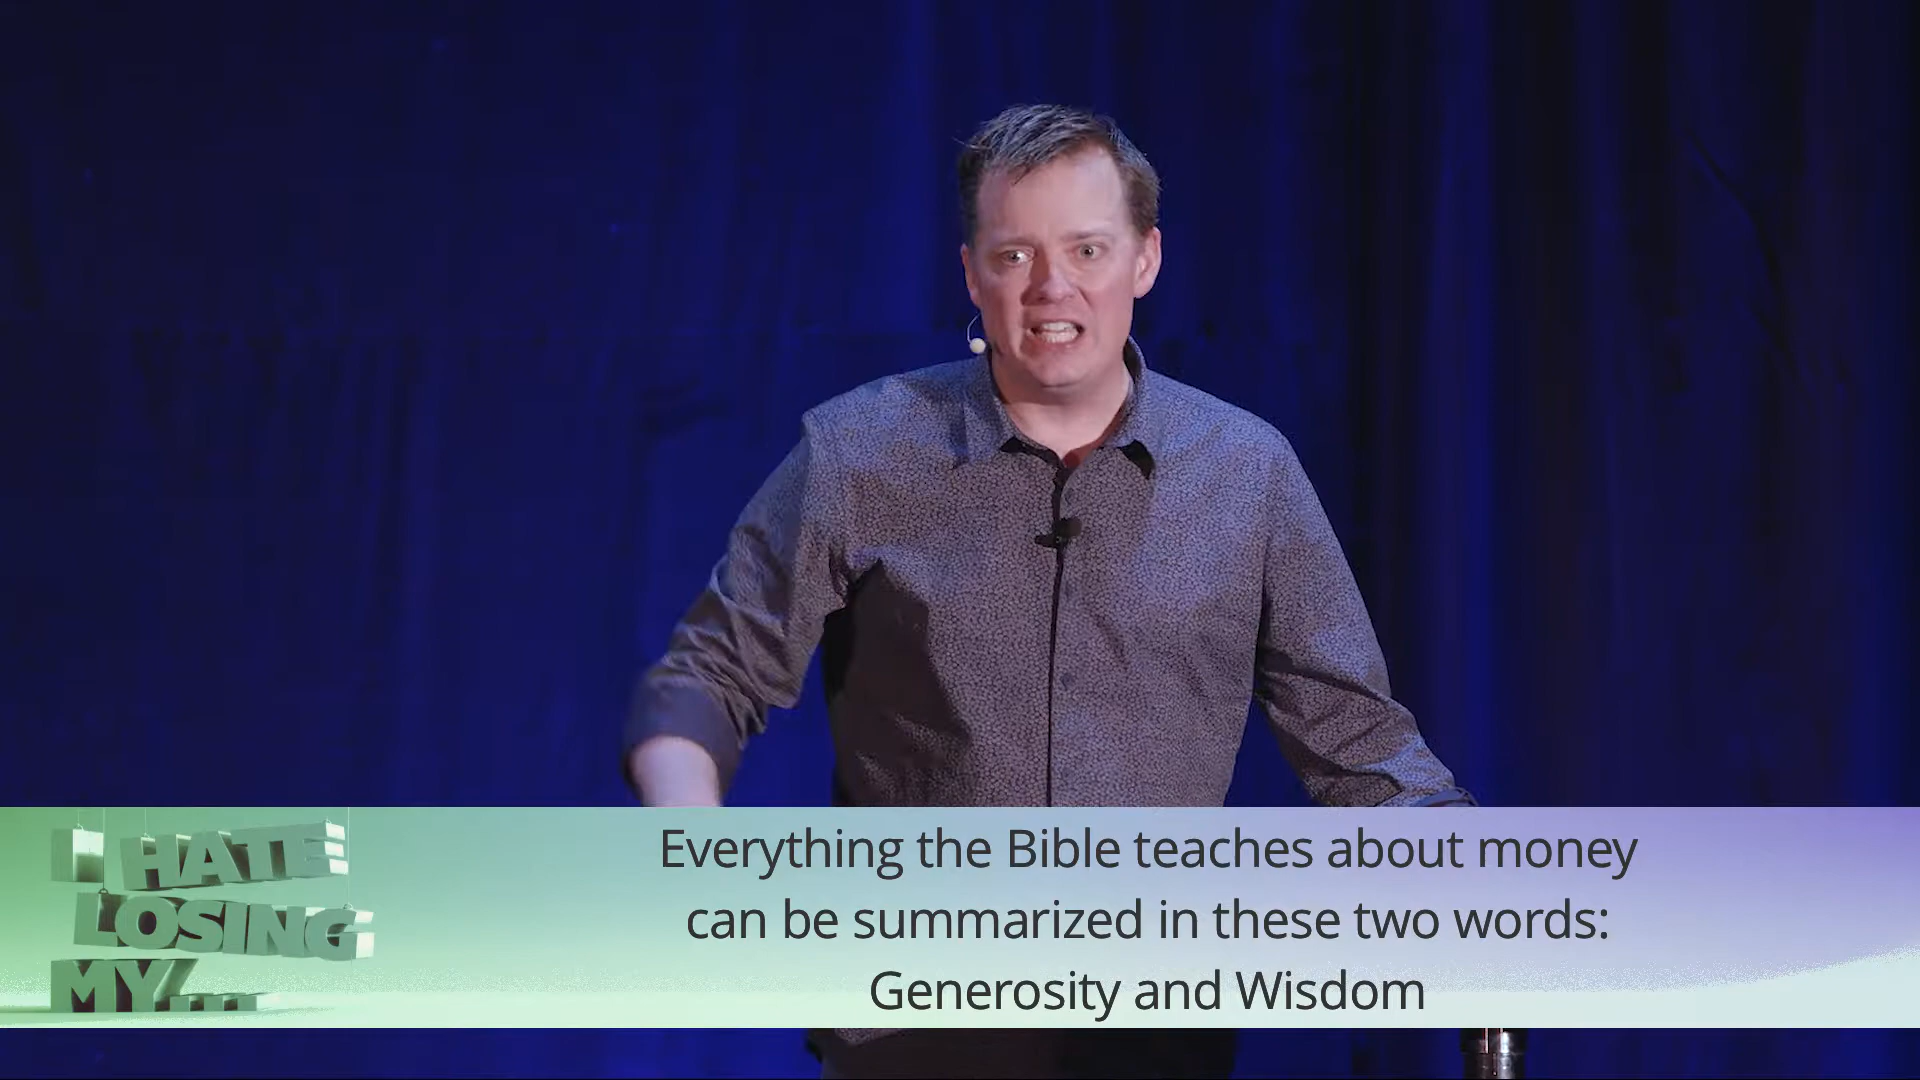 I HATE
LOSING
MY....
Everything the Bible teaches about money
can be summarized in these two words:
Generosity and Wisdom